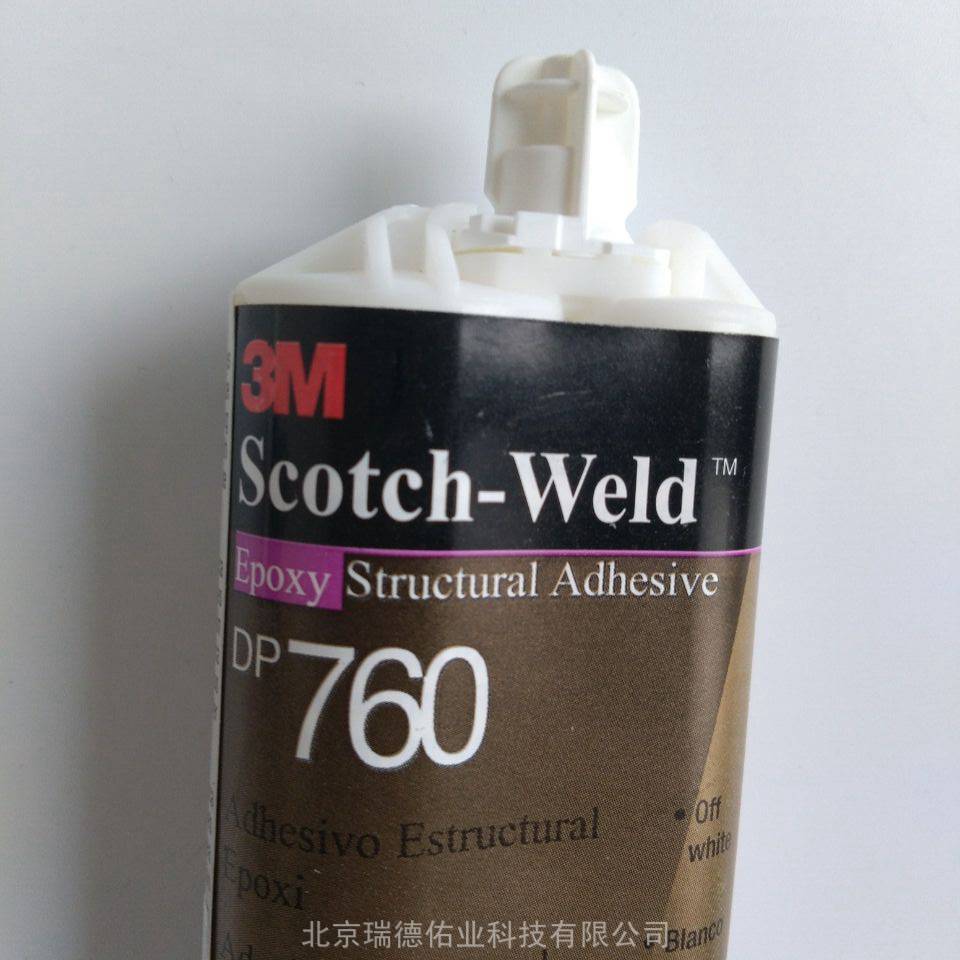 3M
Scotch-Weld™
Epoxy Structural Adhesive
DP 760
Adhesivo Estructural
Epoxi
• Off
white
• Blanco
北京瑞德佑业科技有限公司